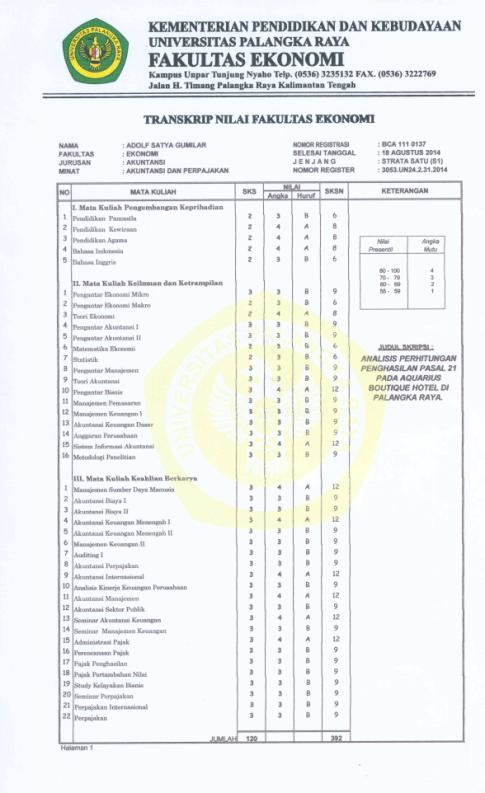 KEMENTERIAN PENDIDIKAN DAN KEBUDAYAAN
UNIVERSITAS PALANGKA RAYA
FAKULTAS EKONOMI
Kampus Unpar Tunjung Nyaho Telp. (0536) 3235132 FAX. (0536) 3222769
Jalan H. Timang Palangka Raya Kalimantan Tengah
TRANSKRIP NILAI FAKULTAS EKONOMI
NAMA : ADOLF SATYA GUMILAR NOMOR REGISTRASI : BCA 111 0137
FAKULTAS : EKONOMI SELESAI TANGGAL : 18 AGUSTUS 2014
JURUSAN : AKUNTANSI J E N J A N G : STRATA SATU (S1)
MINAT : AKUNTANSI DAN PERPAJAKAN NOMOR REGISTER : 3053.UN24.2.31.2014
NO MATA KULIAH SKS NILAI SKSN KETERANGAN
Angka Huruf
I. Mata Kuliah Pengembangan Kepribadian
1 Pendidikan Pancasila 2 3 B 6
2 Pendidikan Kewiraan 2 4 A 8
3 Pendidikan Agama 2 4 A 8
4 Bahasa Indonesia 2 4 A 8
5 Bahasa Inggris 2 3 B 6
Nilai Presentil Angka Mutu
80 - 100 4
70 - 79 3
60 - 69 2
55 - 59 1
II. Mata Kuliah Keilmuan dan Ketrampilan
1 Pengantar Ekonomi Mikro 3 3 B 9
2 Pengantar Ekonomi Makro 2 3 B 6
3 Teori Ekonomi 2 4 A 8
4 Pengantar Akuntansi I 3 3 B 9
5 Pengantar Akuntansi II 3 3 B 9
6 Matematika Ekonomi 2 3 B 6
7 Statistik 2 3 B 6
8 Pengantar Manajemen 3 3 B 9
9 Teori Akuntansi 3 3 B 9
10 Pengantar Bisnis 3 4 A 12
11 Manajemen Pemasaran 3 3 B 9
12 Manajemen Keuangan I 3 3 B 9
13 Akuntansi Keuangan Dasar 3 3 B 9
14 Anggaran Perusahaan 3 3 B 9
15 Sistem Informasi Akuntansi 3 4 A 12
16 Metodologi Penelitian 3 3 B 9
JUDUL SKRIPSI :
ANALISIS PERHITUNGAN
PENGHASILAN PASAL 21
PADA AQUARIUS
BOUTIQUE HOTEL DI
PALANGKA RAYA.
III. Mata Kuliah Keahlian Berkarya
1 Manajemen Sumber Daya Manusia 3 4 A 12
2 Akuntansi Biaya I 3 3 B 9
3 Akuntansi Biaya II 3 3 B 9
4 Akuntansi Keuangan Menengah I 3 4 A 12
5 Akuntansi Keuangan Menengah II 3 3 B 9
6 Manajemen Keuangan II 3 3 B 9
7 Auditing I 3 3 B 9
8 Akuntansi Perpajakan 3 3 B 9
9 Akuntansi Internasional 3 4 A 12
10 Analisis Kinerja Keuangan Perusahaan 3 3 B 9
11 Akuntansi Manajemen 3 4 A 12
12 Akuntansi Sektor Publik 3 3 B 9
13 Seminar Akuntansi Keuangan 3 4 A 12
14 Seminar Manajemen Keuangan 3 3 B 9
15 Administrasi Pajak 3 4 A 12
16 Perencanaan Pajak 3 3 B 9
17 Pajak Penghasilan 3 3 B 9
18 Pajak Pertambahan Nilai 3 3 B 9
19 Study Kelayakan Bisnis 3 3 B 9
20 Seminar Perpajakan 3 3 B 9
21 Perpajakan Internasional 3 3 B 9
22 Perpajakan 3 3 B 9
JUMLAH 120 392
Halaman 1
UNIVERSITAS PALANGKA RAYA